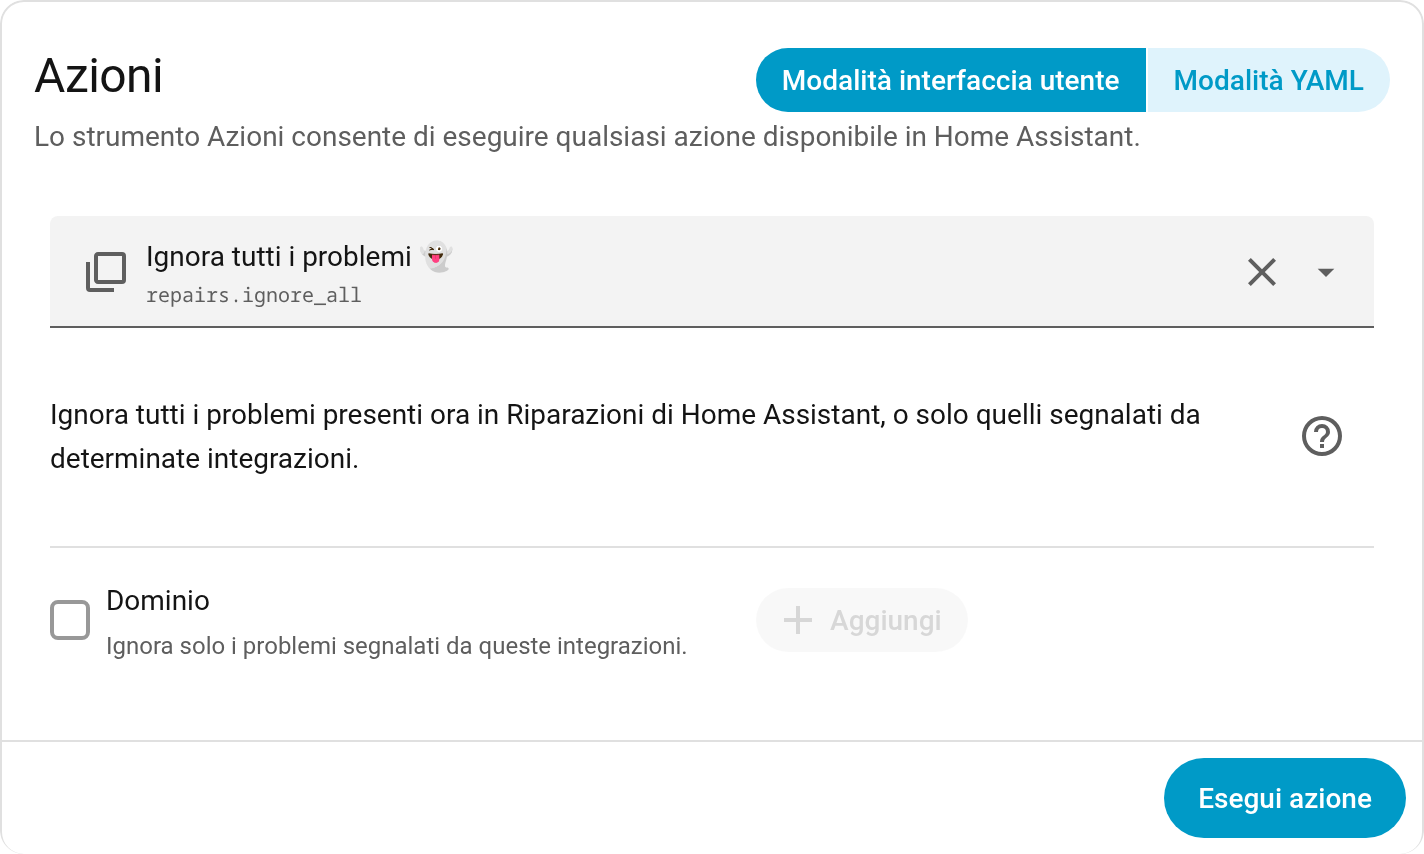 Azioni
Modalità interfaccia utente
Modalità YAML
Lo strumento Azioni consente di eseguire qualsiasi azione disponibile in Home Assistant.
Ignora tutti i problemi 👻
repairs.ignore_all
Ignora tutti i problemi presenti ora in Riparazioni di Home Assistant, o solo quelli segnalati da
determinate integrazioni.
Dominio
Ignora solo i problemi segnalati da queste integrazioni.
Aggiungi
Esegui azione